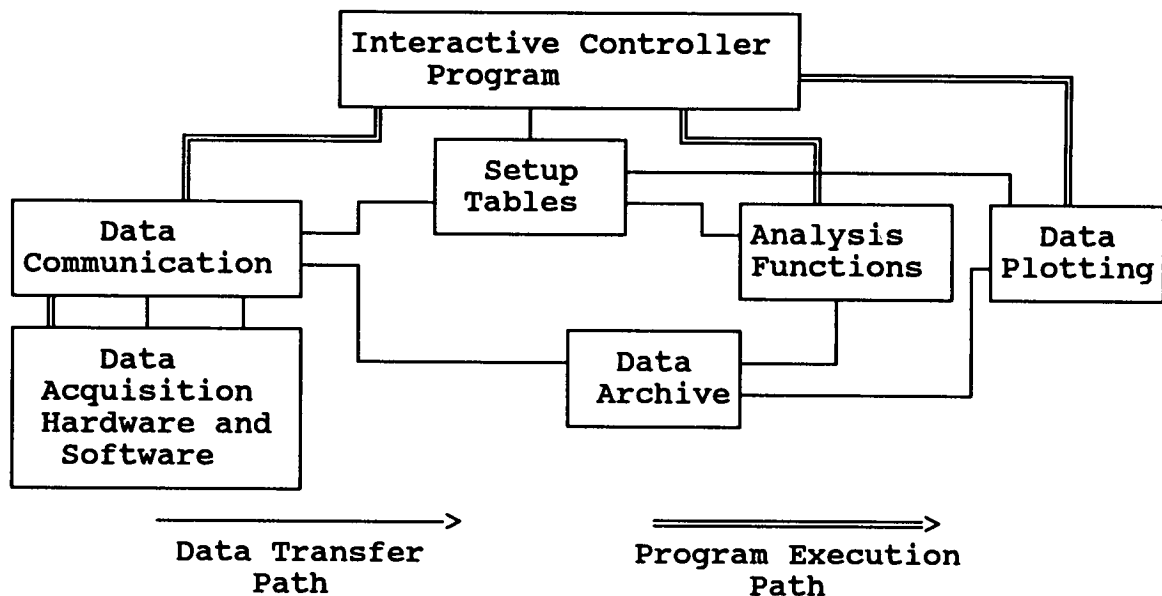 Interactive Controller
Program
Setup
Tables
Data
Communication
Analysis
Functions
Data
Plotting
Data
Acquisition
Hardware and
Software
Data
Archive
Data Transfer
Path
Program Execution
Path